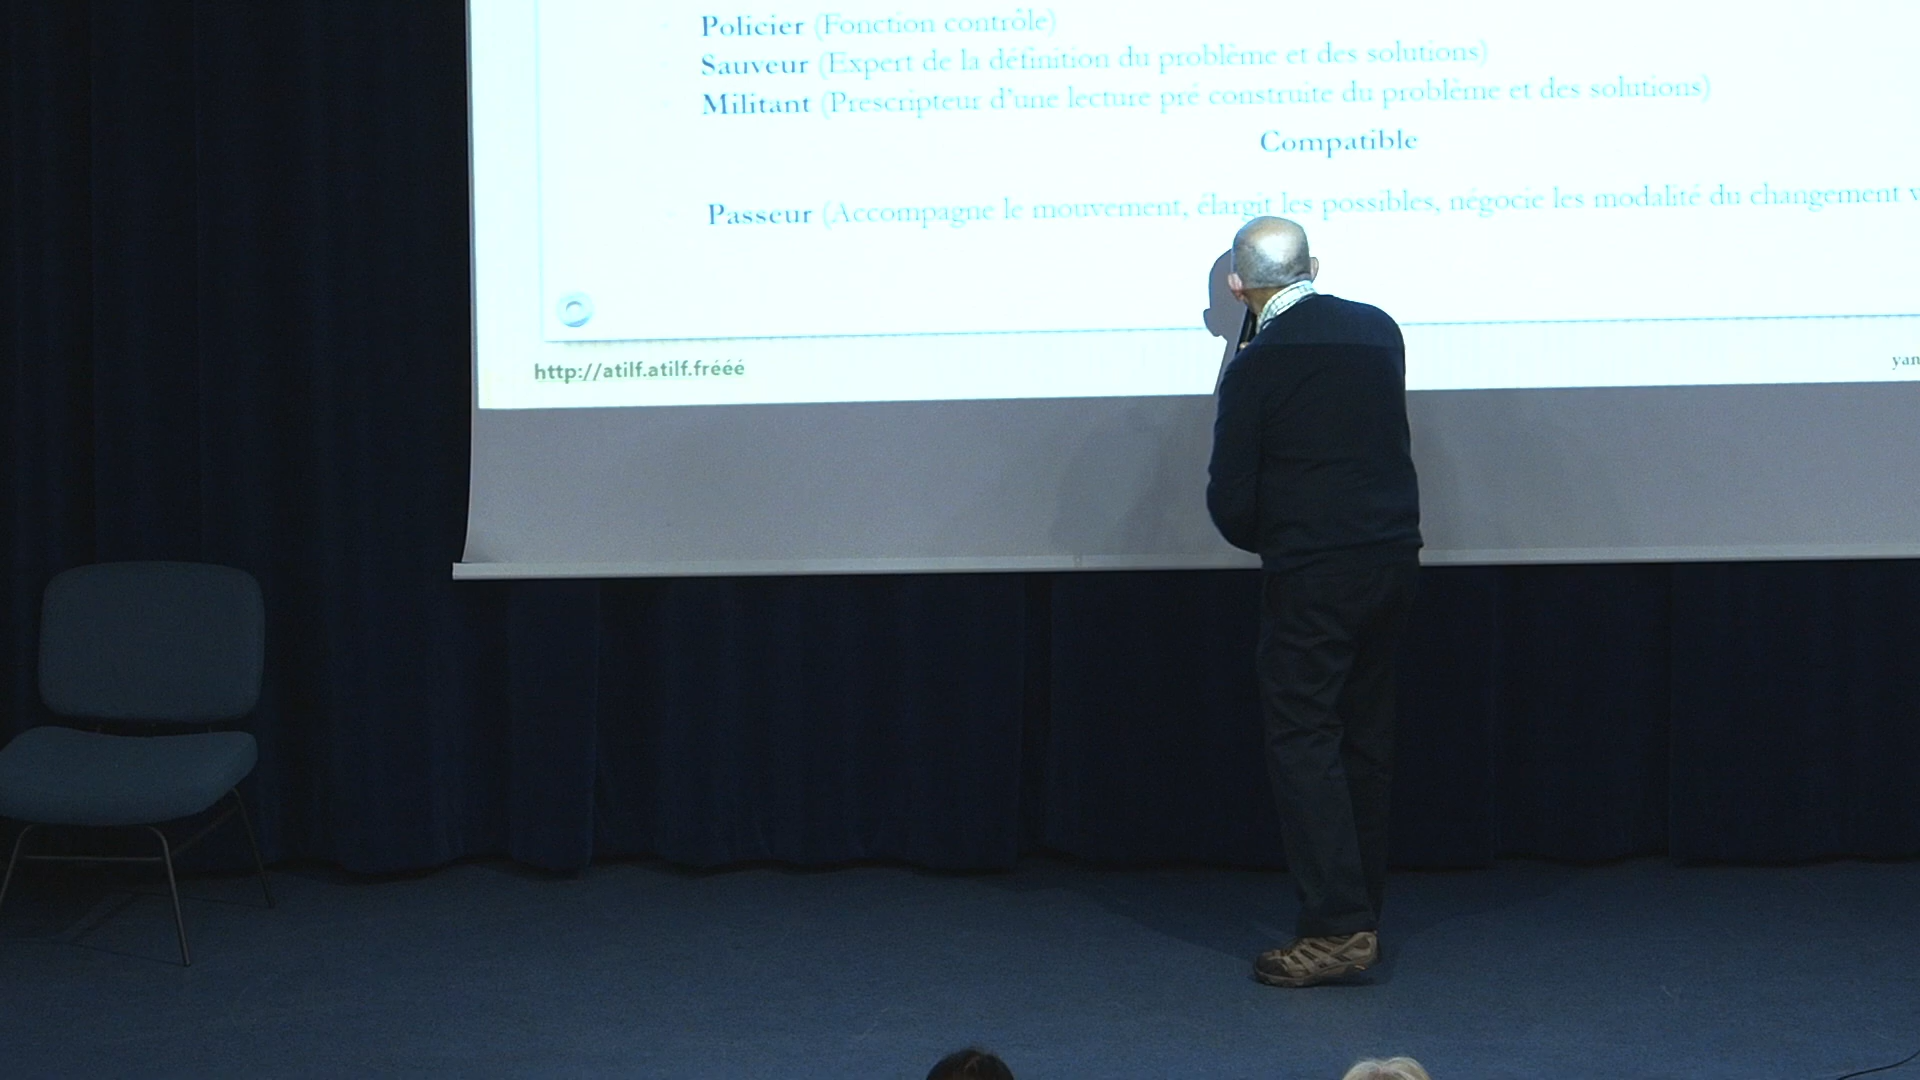 Policier (Fonction contrôle)
Sauveur (Expert de la définition du problème et des solutions)
Militant (Prescripteur d'une lecture pré construite du problème et des solutions)
Compatible
Passeur (Accompagne le mouvement, élargit les possibles, négocie les modalité du changement v
http://atilf.atilf.frééé
yan